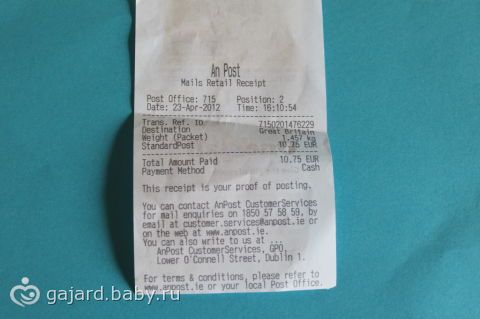 An Post
Mails Retail Receipt
Post Office: 715 Position: 2
Date: 23-Apr-2012 Time: 16:10:54
Trans. Ref. ID 7150201476229
Destination Great Britain
Weight (Packet) 1.457 kg
StandardPost 10.75 EUR
Total Amount Paid 10.75 EUR
Payment Method Cash
This receipt is your proof of posting.
You can contact AnPost CustomerServices
for mail enquiries on 1850 57 58 59, by
email at customer.services@anpost.ie or
on the web at www.anpost.ie.
You can also write to us at ...
AnPost CustomerServices, GPO,
Lower O'Connell Street, Dublin 1.
For terms & conditions, please refer to
www.anpost.ie or your local Post Office.
gajard.baby.ru